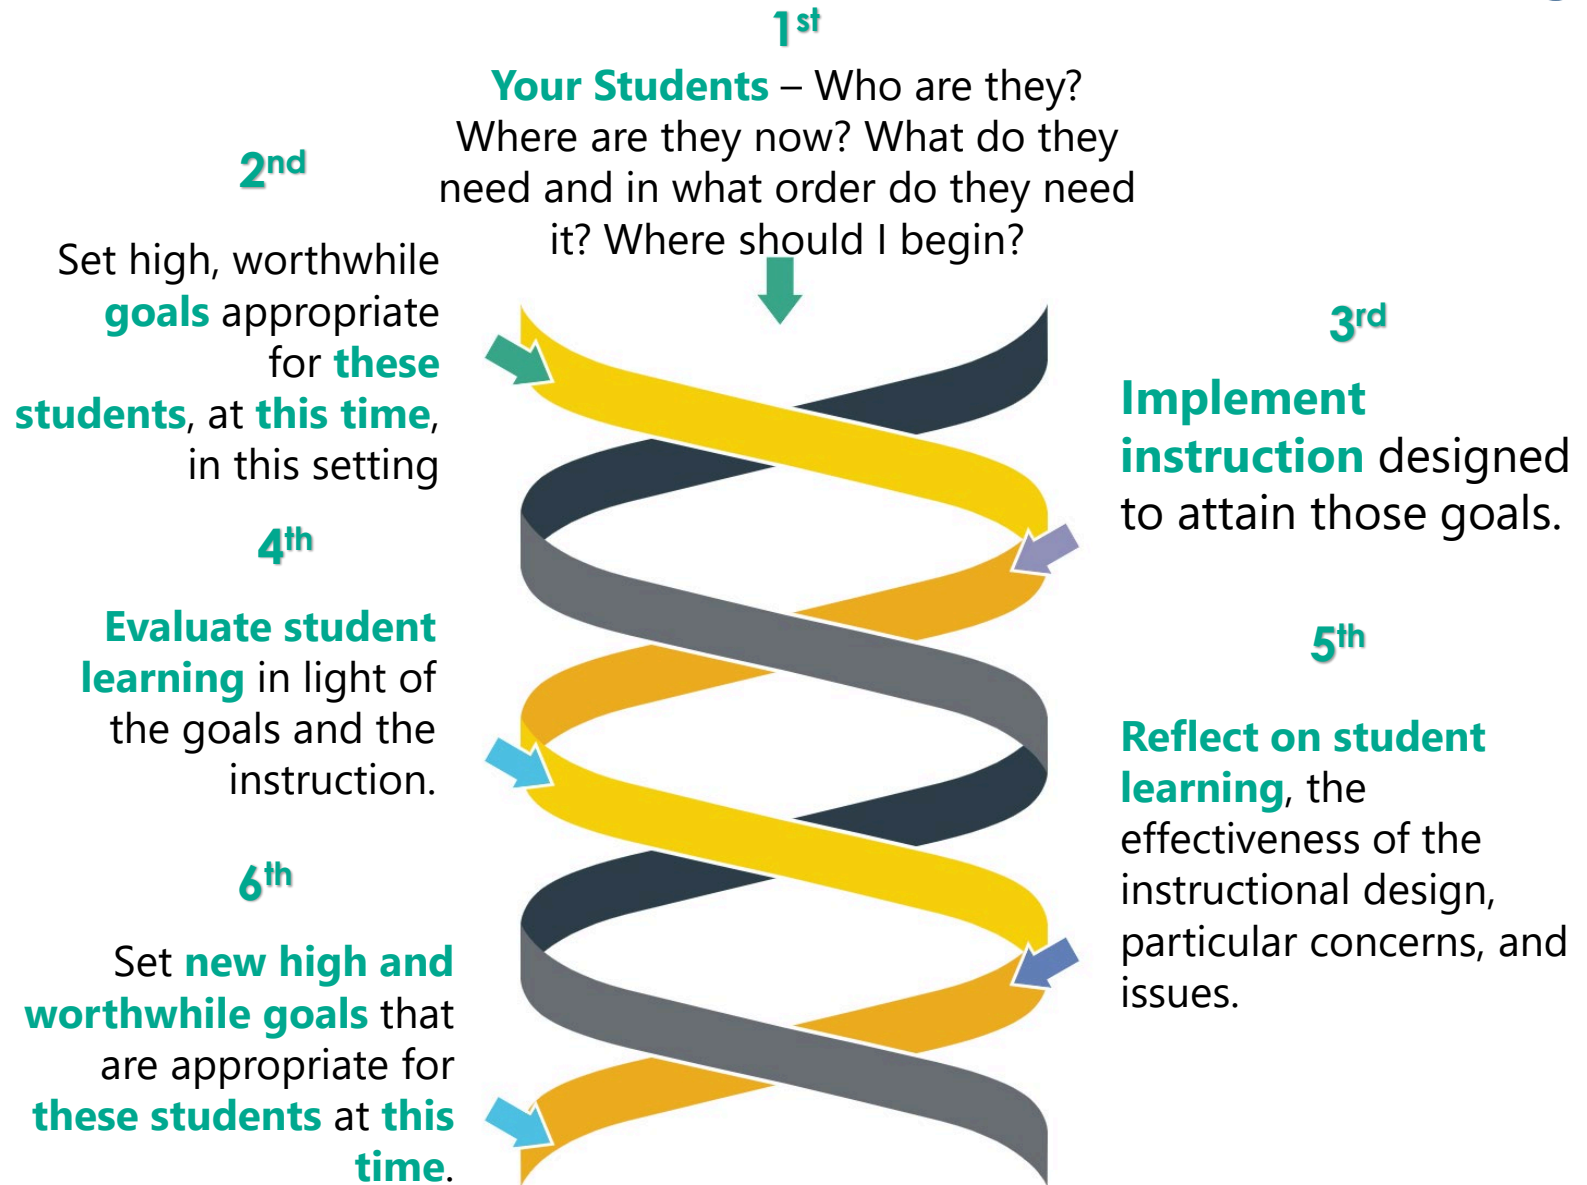 1st
Your Students – Who are they?
Where are they now? What do they
need and in what order do they need
it? Where should I begin?
2nd
Set high, worthwhile
goals appropriate
for these
students, at this time,
in this setting
3rd
Implement
instruction designed
to attain those goals.
4th
Evaluate student
learning in light of
the goals and the
instruction.
5th
Reflect on student
learning, the
effectiveness of the
instructional design,
particular concerns, and
issues.
6th
Set new high and
worthwhile goals that
are appropriate for
these students at this
time.